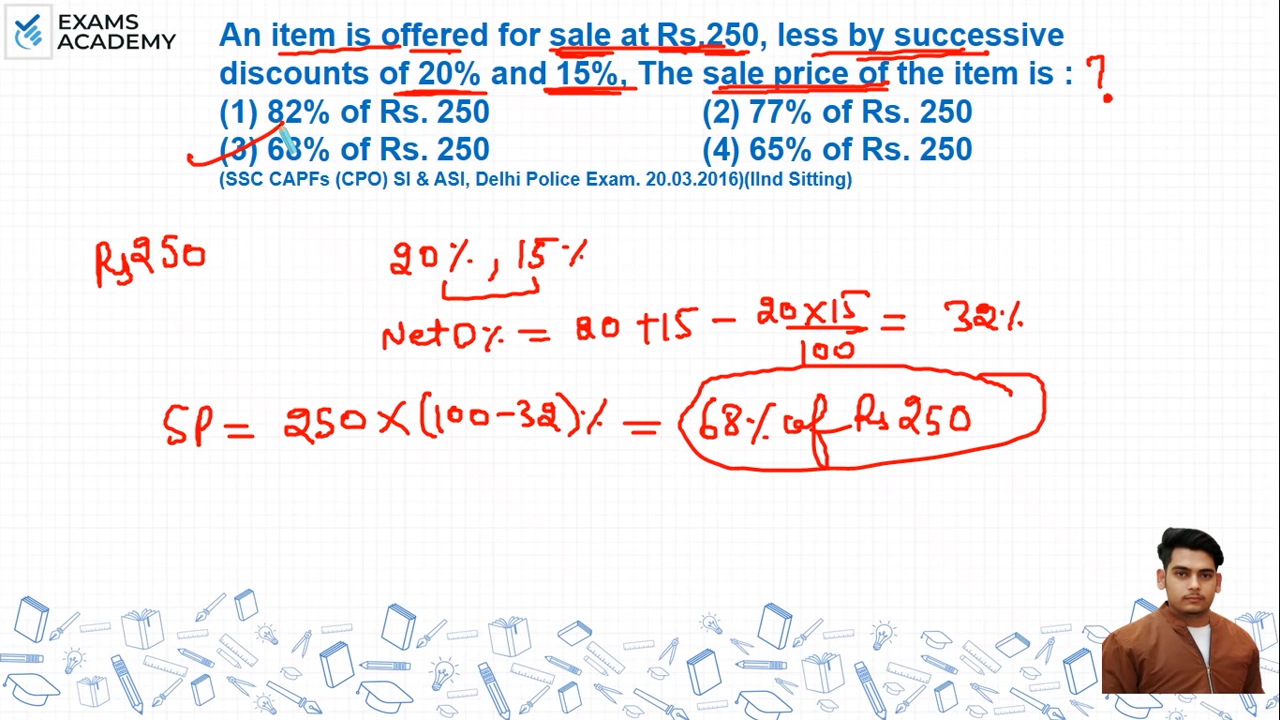 EXAMS
ACADEMY
An item is offered for sale at Rs.250, less by successive
discounts of 20% and 15%, The sale price of the item is : ?
(1) 82% of Rs. 250 (2) 77% of Rs. 250
(3) 68% of Rs. 250 (4) 65% of Rs. 250
(SSC CAPFs (CPO) SI & ASI, Delhi Police Exam. 20.03.2016)(IInd Sitting)
Rs250 20%, 15%
Net D% = 20 + 15 - 20×15/100 = 32%
SP = 250 × (100-32)% = 68% of Rs 250